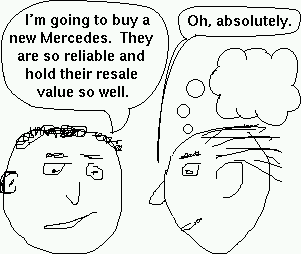 I'm going to buy a
new Mercedes.  They
are so reliable and
hold their resale
value so well.
Oh, absolutely.